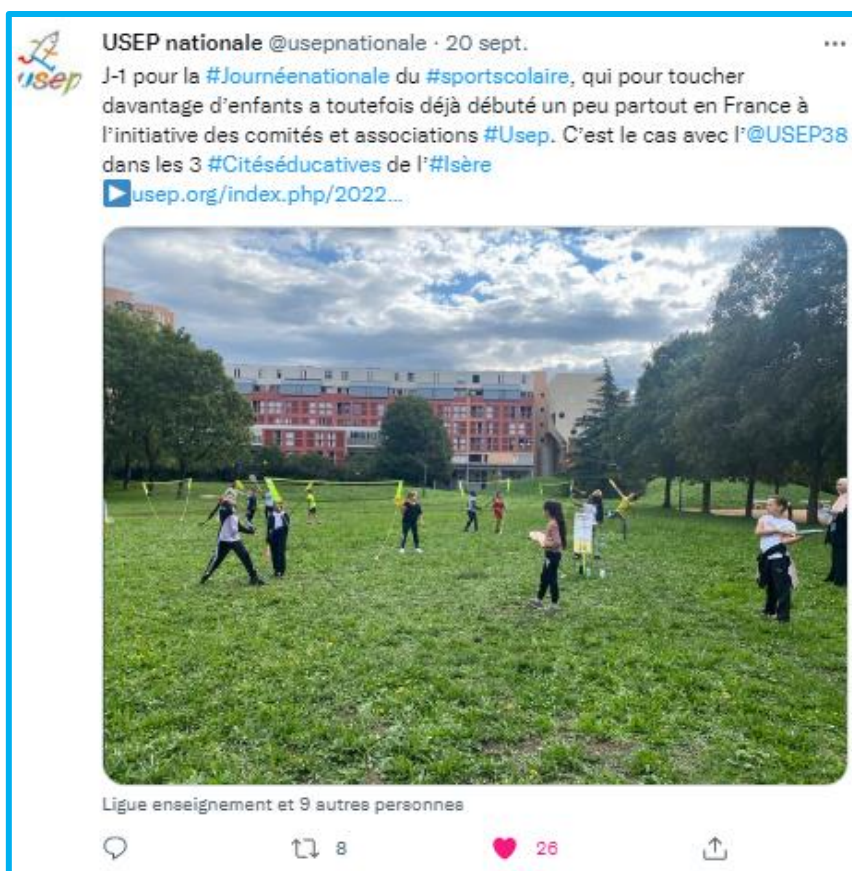 usep
USEP nationale @usepnationale · 20 sept.
J-1 pour la #Journéenationale du #sportscolaire, qui pour toucher
davantage d'enfants a toutefois déjà débuté un peu partout en France à
l'initiative des comités et associations #Usep. C'est le cas avec l'@USEP38
dans les 3 #Citéséducatives de l'#Isère
usep.org/index.php/2022...
Ligue enseignement et 9 autres personnes
8
26